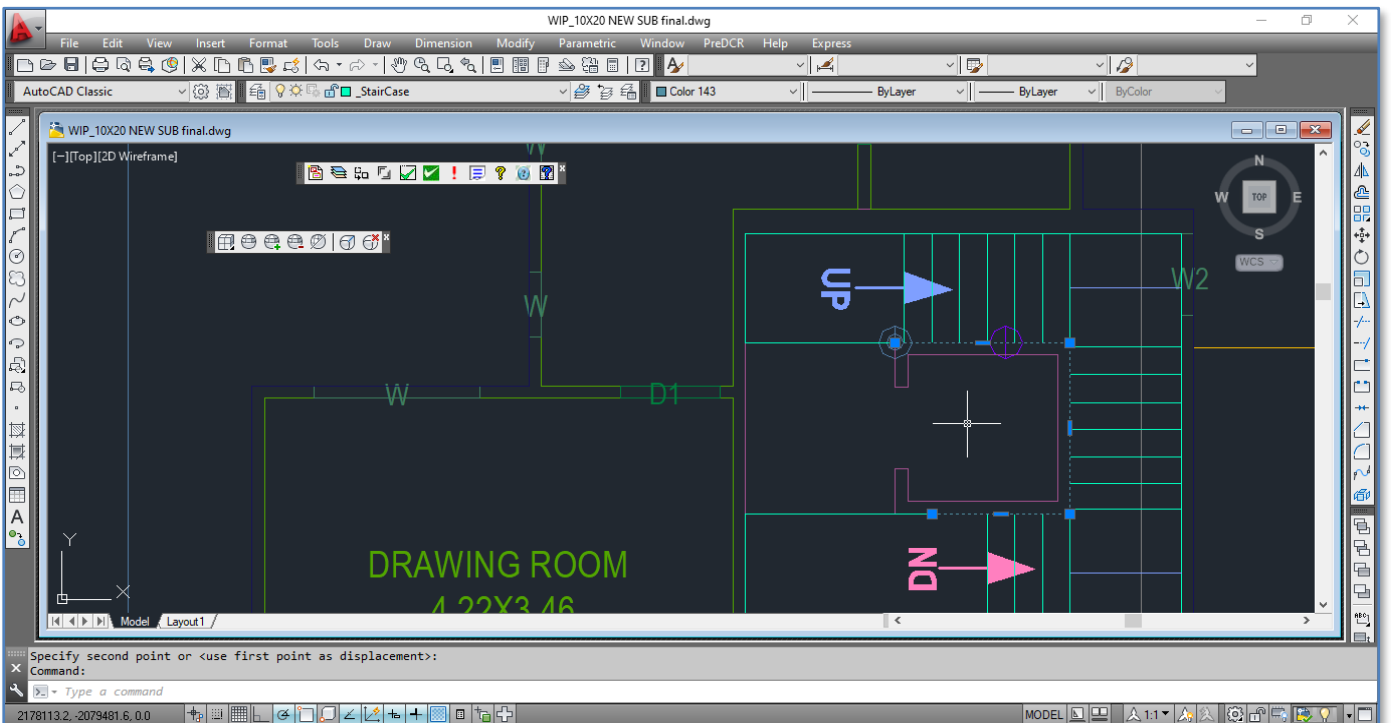 WIP_10X20 NEW SUB final.dwg
File Edit View Insert Format Tools Draw Dimension Modify Parametric Window PreDCR Help Express
AutoCAD Classic _StairCase Color 143 ByLayer ByLayer ByColor
WIP_10X20 NEW SUB final.dwg
[−][Top][2D Wireframe]
W
N
W TOP E
S
WCS
UP
W2
W
W
D1
DN
DRAWING ROOM
4.22X3.46
Y
X
Model Layout1
Specify second point or <use first point as displacement>:
Command:
Type a command
2178113.2, -2079481.6, 0.0 MODEL 1:1
A